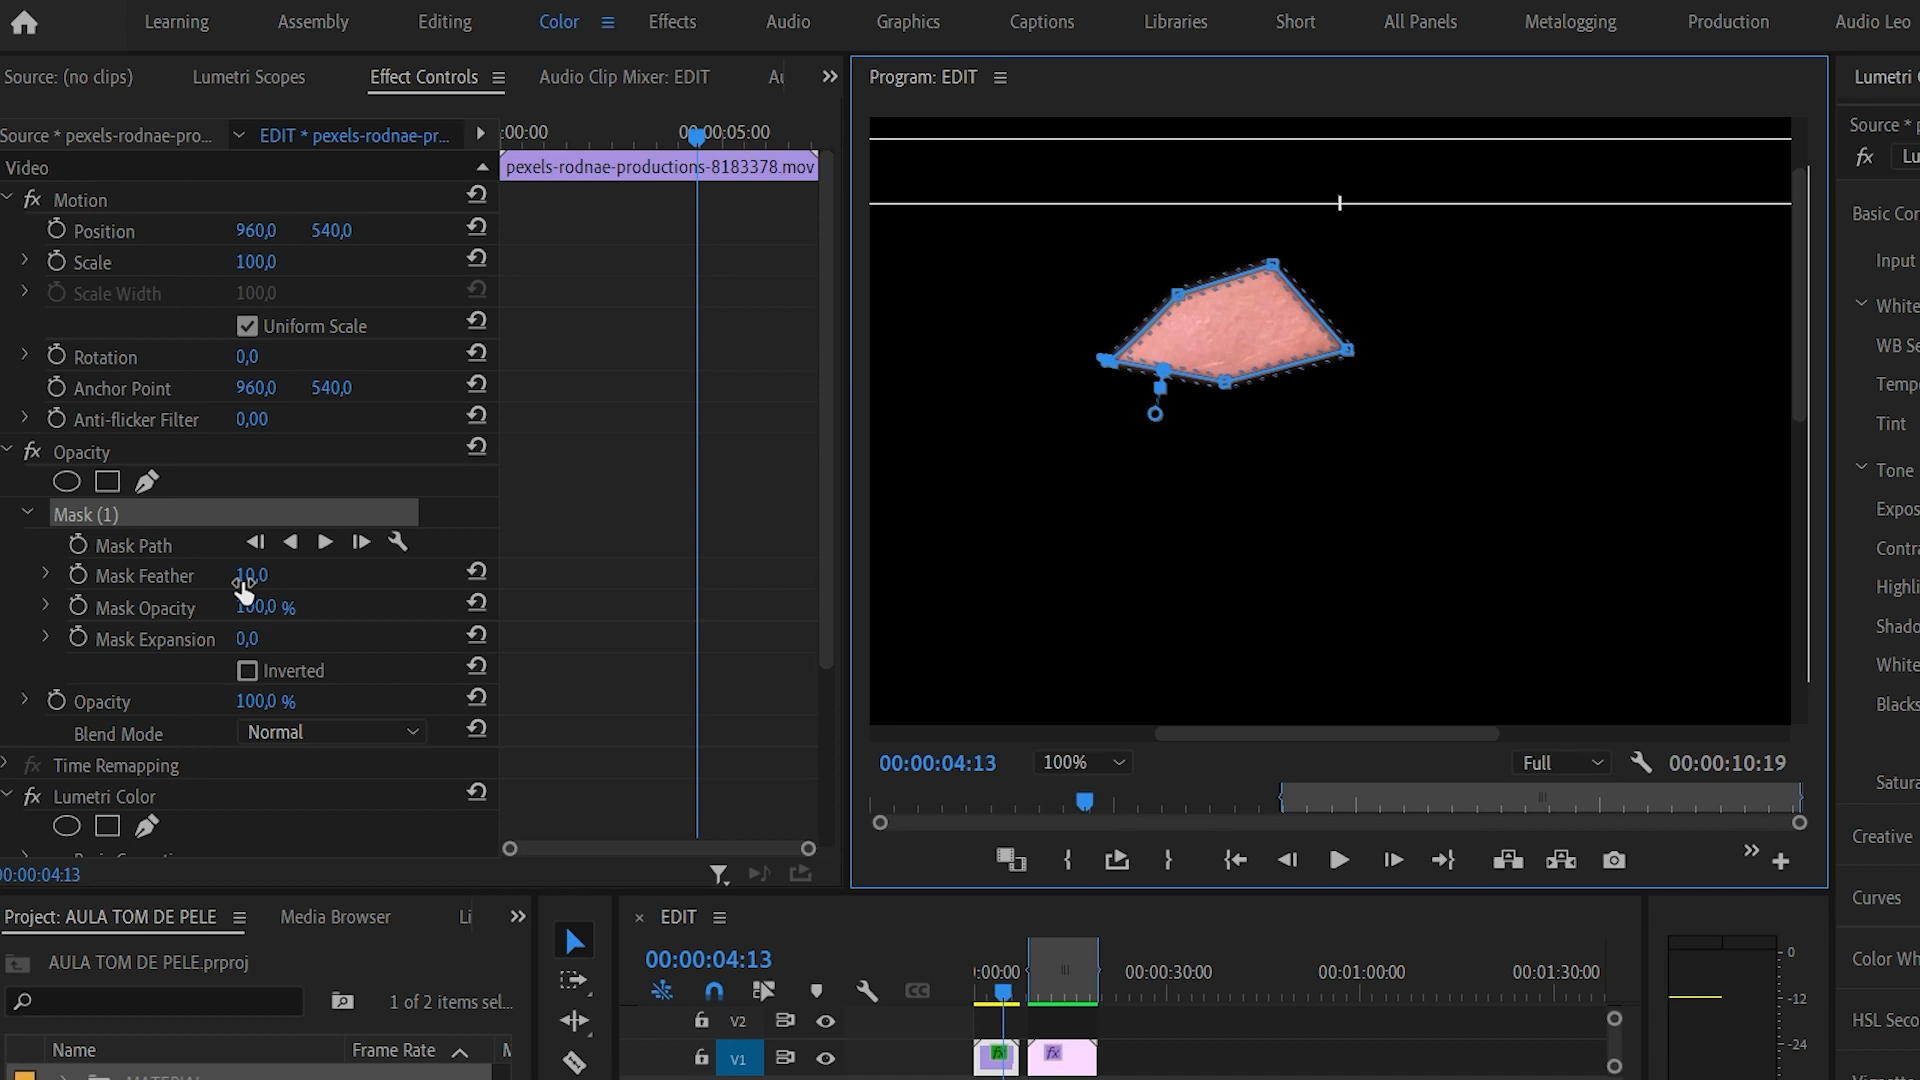 Learning Assembly Editing Color Effects Audio Graphics Captions Libraries Short All Panels Metalogging Production Audio Leo
Source: (no clips) Lumetri Scopes Effect Controls Audio Clip Mixer: EDIT
Source * pexels-rodnae-pro... EDIT * pexels-rodnae-pr...
:00:00 00:00:05:00
Video
pexels-rodnae-productions-8183378.mov
fx Motion
Position 960,0 540,0
Scale 100,0
Scale Width 100,0
Uniform Scale
Rotation 0,0
Anchor Point 960,0 540,0
Anti-flicker Filter 0,00
fx Opacity
Mask (1)
Mask Path
Mask Feather 10,0
Mask Opacity 100,0 %
Mask Expansion 0,0
Inverted
Opacity 100,0 %
Blend Mode Normal
fx Time Remapping
fx Lumetri Color
0:00:04:13
Program: EDIT
00:00:04:13 100% Full 00:00:10:19
Lumetri
Source * p
fx Lu
Basic Cor
Input
White
WB Se
Tempe
Tint
Tone
Expos
Contra
Highli
Shado
White
Blacks
Satura
Creative
Curves
Color Wh
HSL Seco
Project: AULA TOM DE PELE Media Browser Li
AULA TOM DE PELE.prproj
1 of 2 items sel...
Name Frame Rate M
× EDIT
00:00:04:13
:00:00 00:00:30:00 00:01:00:00 00:01:30:00
CC
V2
V1 fx fx
0
-12
-24